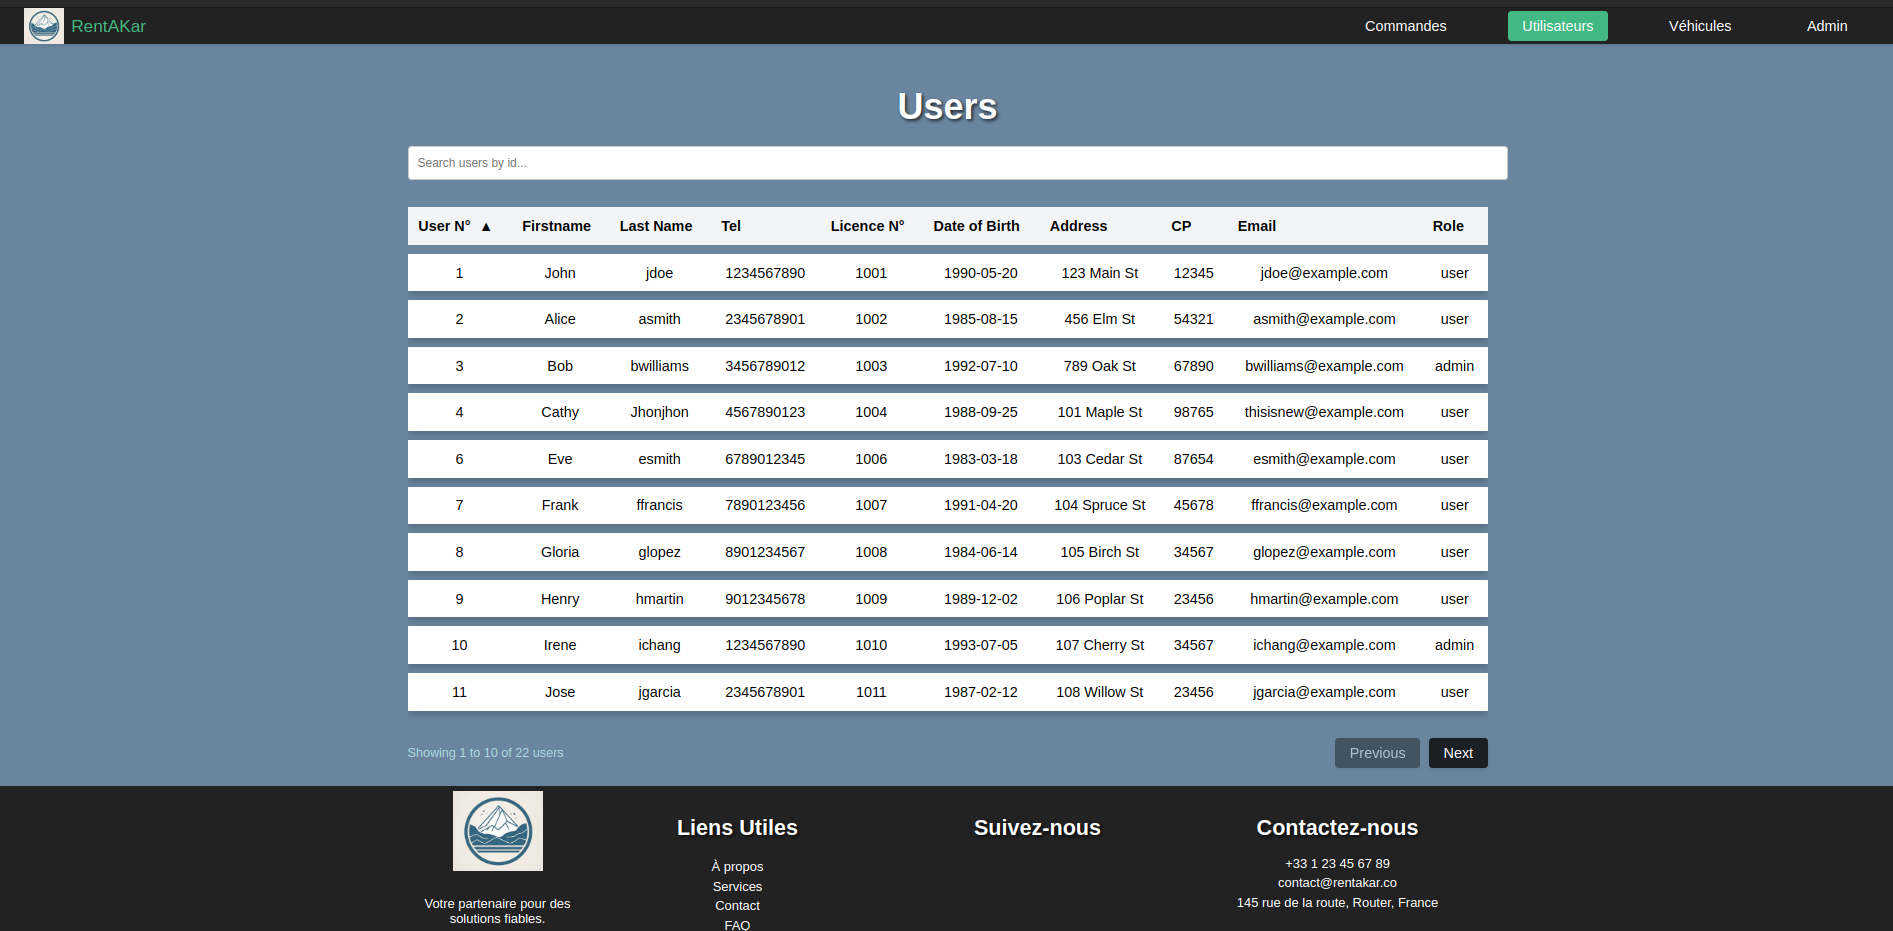 RentAKar Commandes Utilisateurs Véhicules Admin
Users
Search users by id...
User N° ▲ Firstname Last Name Tel Licence N° Date of Birth Address CP Email Role
1 John jdoe 1234567890 1001 1990-05-20 123 Main St 12345 jdoe@example.com user
2 Alice asmith 2345678901 1002 1985-08-15 456 Elm St 54321 asmith@example.com user
3 Bob bwilliams 3456789012 1003 1992-07-10 789 Oak St 67890 bwilliams@example.com admin
4 Cathy Jhonjhon 4567890123 1004 1988-09-25 101 Maple St 98765 thisisnew@example.com user
6 Eve esmith 6789012345 1006 1983-03-18 103 Cedar St 87654 esmith@example.com user
7 Frank ffrancis 7890123456 1007 1991-04-20 104 Spruce St 45678 ffrancis@example.com user
8 Gloria glopez 8901234567 1008 1984-06-14 105 Birch St 34567 glopez@example.com user
9 Henry hmartin 9012345678 1009 1989-12-02 106 Poplar St 23456 hmartin@example.com user
10 Irene ichang 1234567890 1010 1993-07-05 107 Cherry St 34567 ichang@example.com admin
11 Jose jgarcia 2345678901 1011 1987-02-12 108 Willow St 23456 jgarcia@example.com user
Showing 1 to 10 of 22 users Previous Next
Votre partenaire pour des
solutions fiables.
Liens Utiles
À propos
Services
Contact
FAQ
Suivez-nous
Contactez-nous
+33 1 23 45 67 89
contact@rentakar.co
145 rue de la route, Router, France